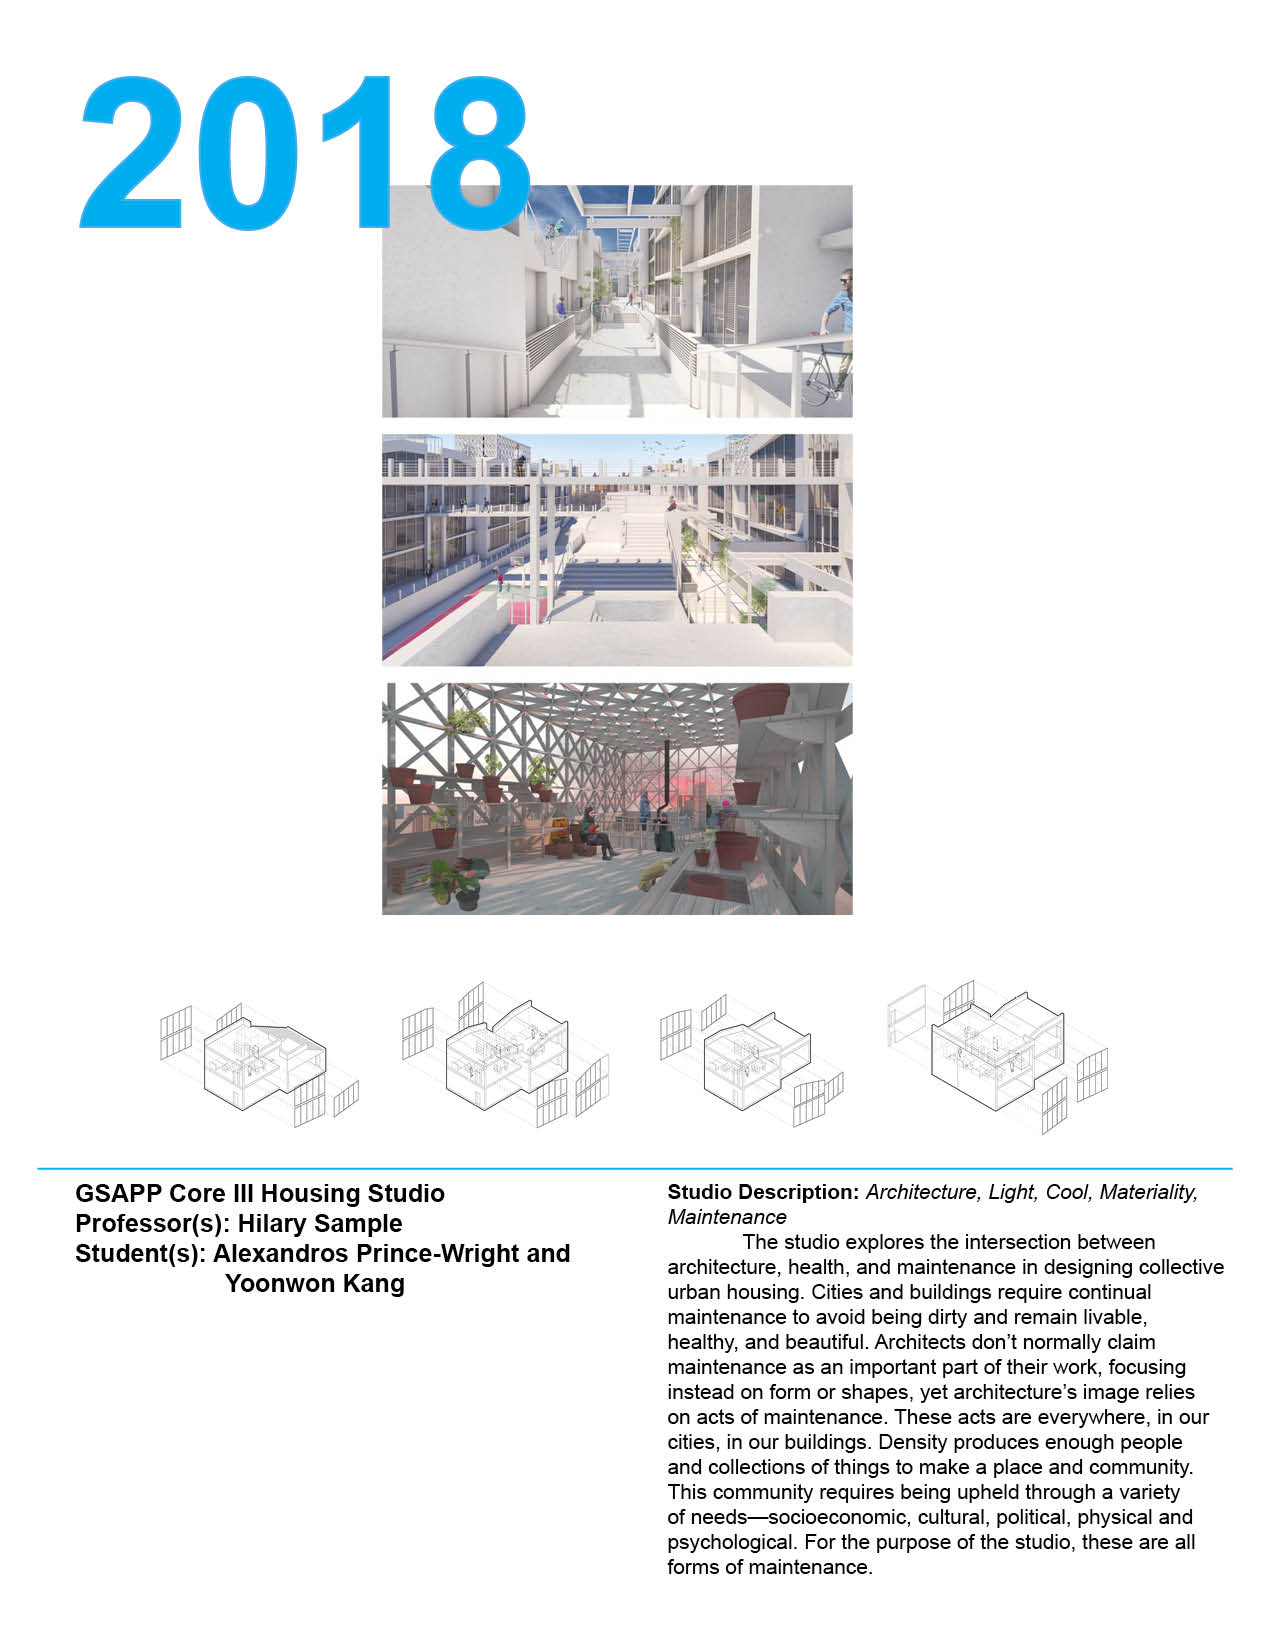 2018
GSAPP Core III Housing Studio
Professor(s): Hilary Sample
Student(s): Alexandros Prince-Wright and
Yoonwon Kang
Studio Description: Architecture, Light, Cool, Materiality,
Maintenance
The studio explores the intersection between
architecture, health, and maintenance in designing collective
urban housing. Cities and buildings require continual
maintenance to avoid being dirty and remain livable,
healthy, and beautiful. Architects don’t normally claim
maintenance as an important part of their work, focusing
instead on form or shapes, yet architecture’s image relies
on acts of maintenance. These acts are everywhere, in our
cities, in our buildings. Density produces enough people
and collections of things to make a place and community.
This community requires being upheld through a variety
of needs—socioeconomic, cultural, political, physical and
psychological. For the purpose of the studio, these are all
forms of maintenance.